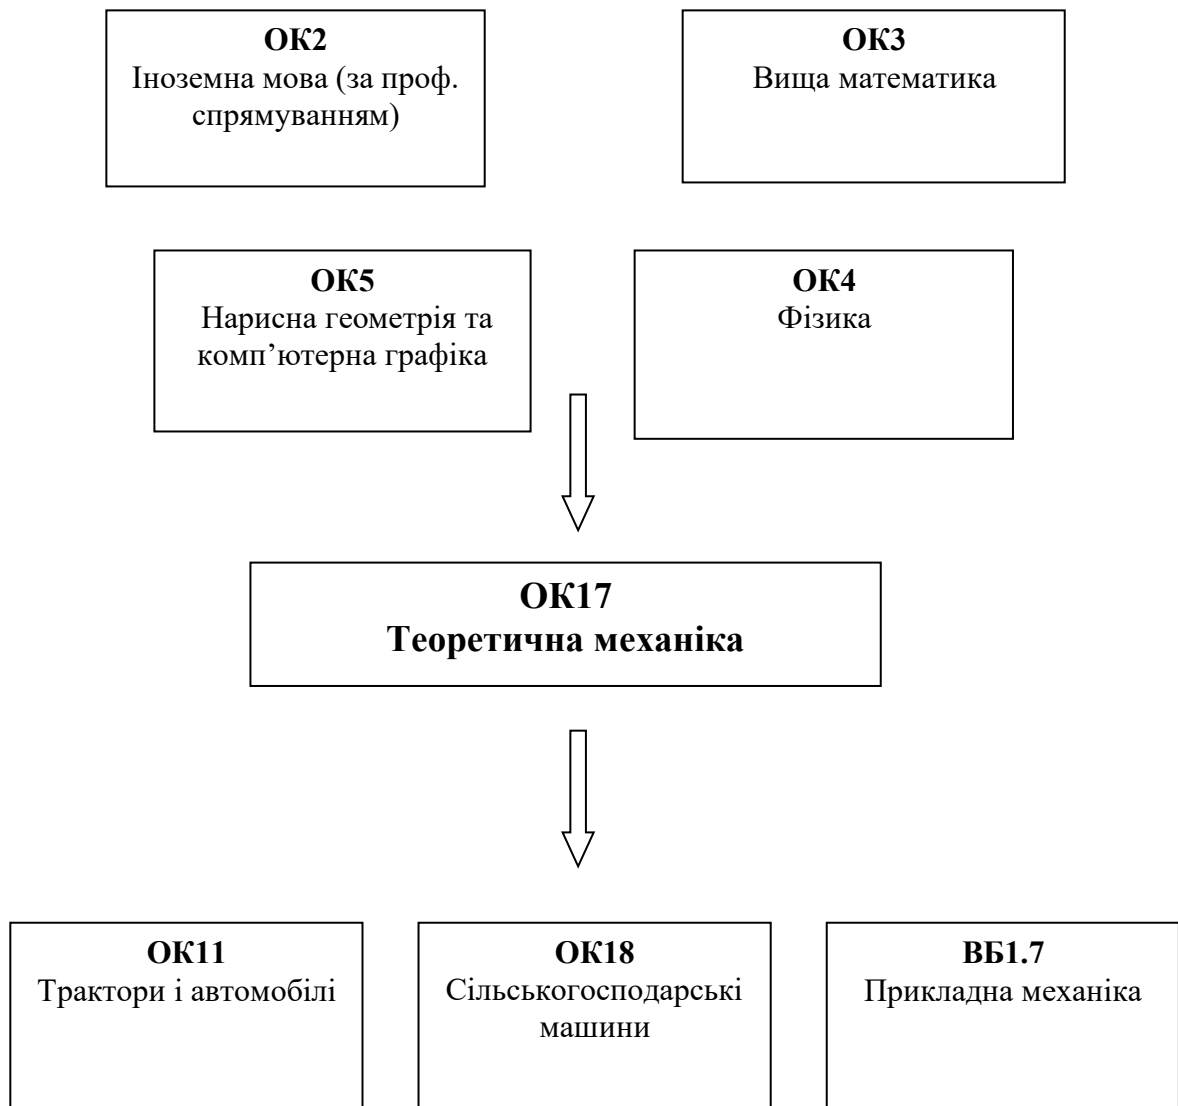 ОК2
Іноземна мова (за проф.
спрямуванням)
ОК3
Вища математика
ОК5
Нарисна геометрія та
комп’ютерна графіка
ОК4
Фізика
ОК17
Теоретична механіка
ОК11
Трактори і автомобілі
ОК18
Сільськогосподарські
машини
ВБ1.7
Прикладна механіка